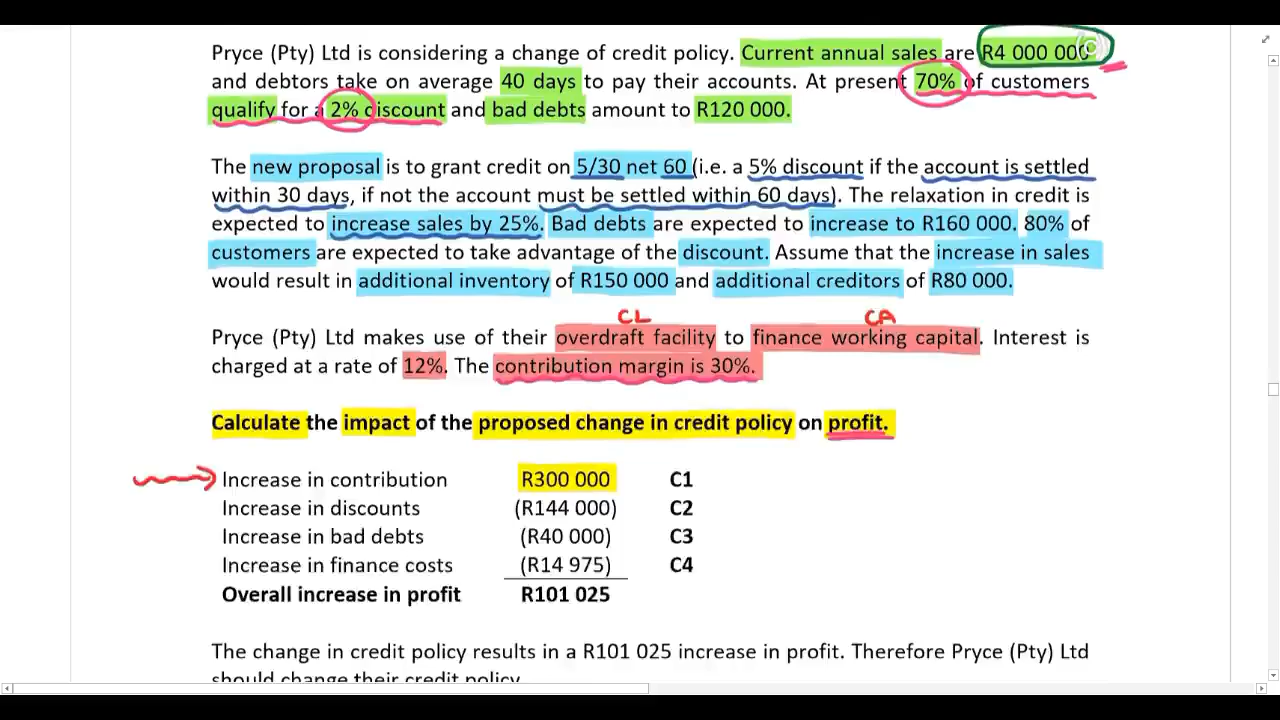 Pryce (Pty) Ltd is considering a change of credit policy. Current annual sales are R4 000 000
and debtors take on average 40 days to pay their accounts. At present 70% of customers
qualify for a 2% discount and bad debts amount to R120 000.
The new proposal is to grant credit on 5/30 net 60 (i.e. a 5% discount if the account is settled
within 30 days, if not the account must be settled within 60 days). The relaxation in credit is
expected to increase sales by 25%. Bad debts are expected to increase to R160 000. 80% of
customers are expected to take advantage of the discount. Assume that the increase in sales
would result in additional inventory of R150 000 and additional creditors of R80 000.
CL CA
Pryce (Pty) Ltd makes use of their overdraft facility to finance working capital. Interest is
charged at a rate of 12%. The contribution margin is 30%.
Calculate the impact of the proposed change in credit policy on profit.
Increase in contribution R300 000 C1
Increase in discounts (R144 000) C2
Increase in bad debts (R40 000) C3
Increase in finance costs (R14 975) C4
Overall increase in profit R101 025
The change in credit policy results in a R101 025 increase in profit. Therefore Pryce (Pty) Ltd
should change their credit policy.